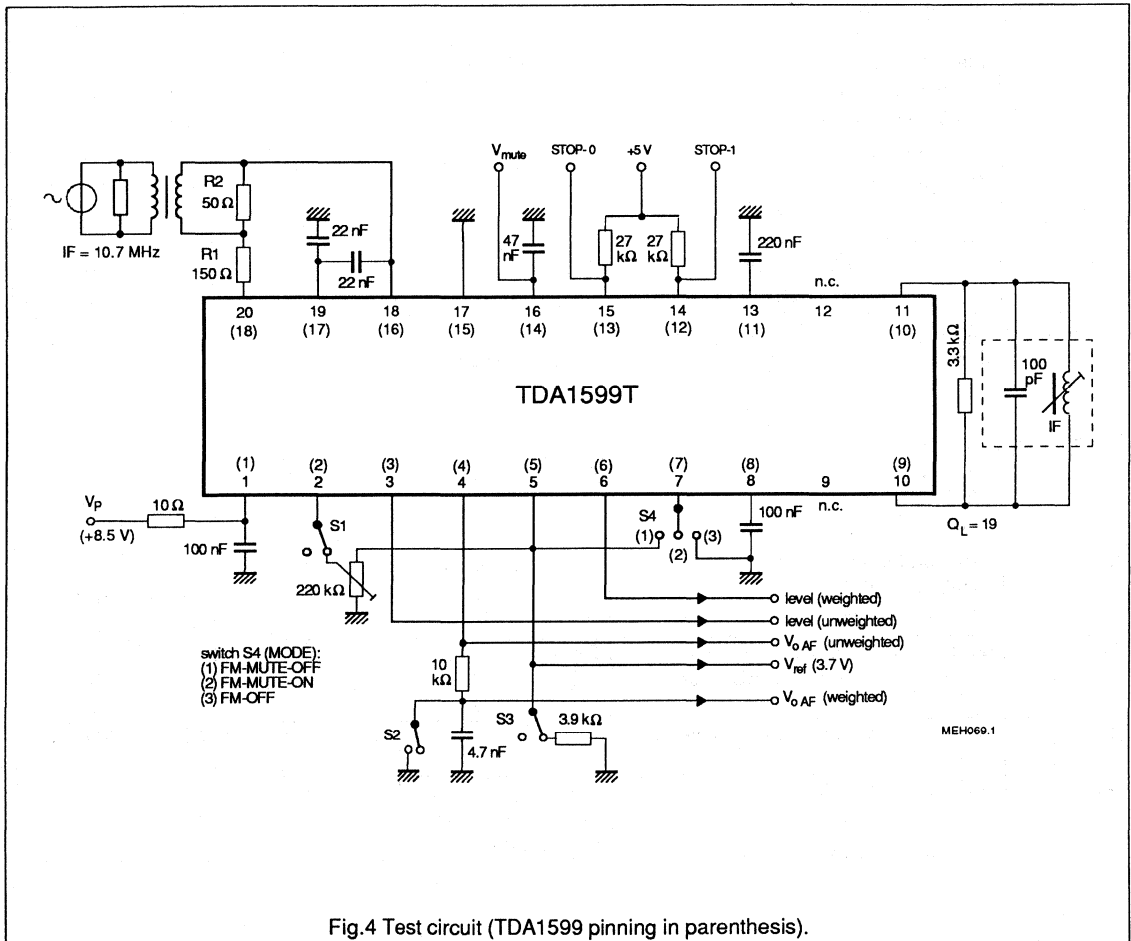 V_mute STOP-0 +5 V STOP-1
R2
50 Ω
IF = 10.7 MHz
R1
150 Ω
22 nF
22 nF
47
nF
27
kΩ
27
kΩ
220 nF
n.c.
20 19 18 17 16 15 14 13 12 11
(18) (17) (16) (15) (14) (13) (12) (11) (10)
3.3 kΩ
100
pF
IF
TDA1599T
(1) (2) (3) (4) (5) (6) (7) (8) (9)
1 2 3 4 5 6 7 8 9 10
n.c.
Q_L = 19
V_P
(+8.5 V)
10 Ω
100 nF
S1
220 kΩ
S4
(1) (2) (3)
100 nF
level (weighted)
level (unweighted)
V_o AF (unweighted)
V_ref (3.7 V)
V_o AF (weighted)
switch S4 (MODE):
(1) FM-MUTE-OFF
(2) FM-MUTE-ON
(3) FM-OFF
10
kΩ
S2
4.7 nF
S3
3.9 kΩ
MEH069.1
Fig.4 Test circuit (TDA1599 pinning in parenthesis).